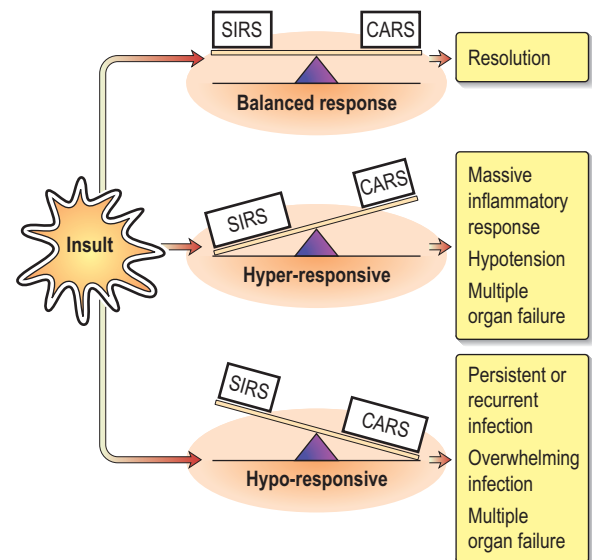 SIRS
CARS
Balanced response
Resolution
Insult
SIRS
CARS
Hyper-responsive
Massive
inflammatory
response
Hypotension
Multiple
organ failure
SIRS
CARS
Hypo-responsive
Persistent or
recurrent
infection
Overwhelming
infection
Multiple
organ failure